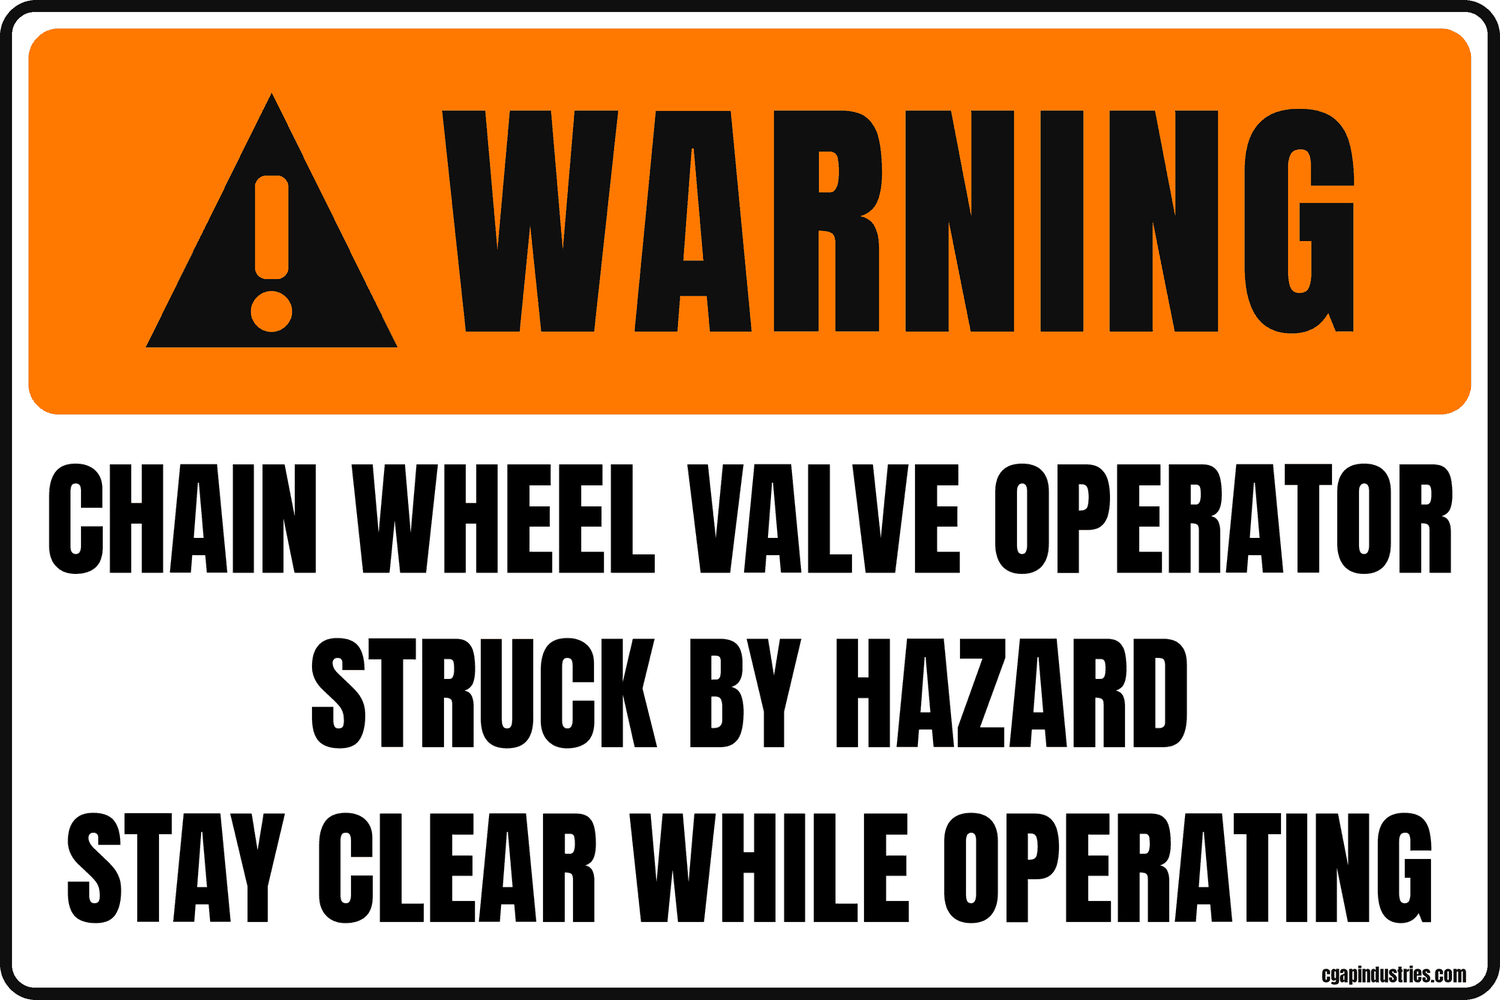 WARNING
CHAIN WHEEL VALVE OPERATOR
STRUCK BY HAZARD
STAY CLEAR WHILE OPERATING
cgapindustries.com